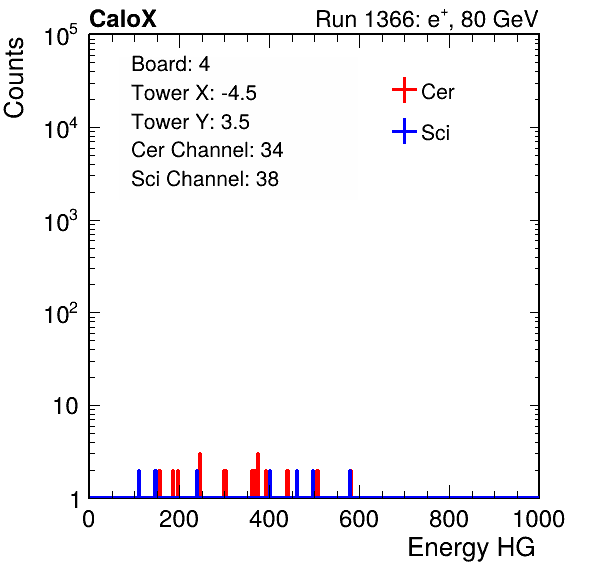 CaloX Run 1366: e⁺, 80 GeV
Counts
Board: 4
Tower X: -4.5
Tower Y: 3.5
Cer Channel: 34
Sci Channel: 38
Cer
Sci
10⁵
10⁴
10³
10²
10
1
0 200 400 600 800 1000
Energy HG